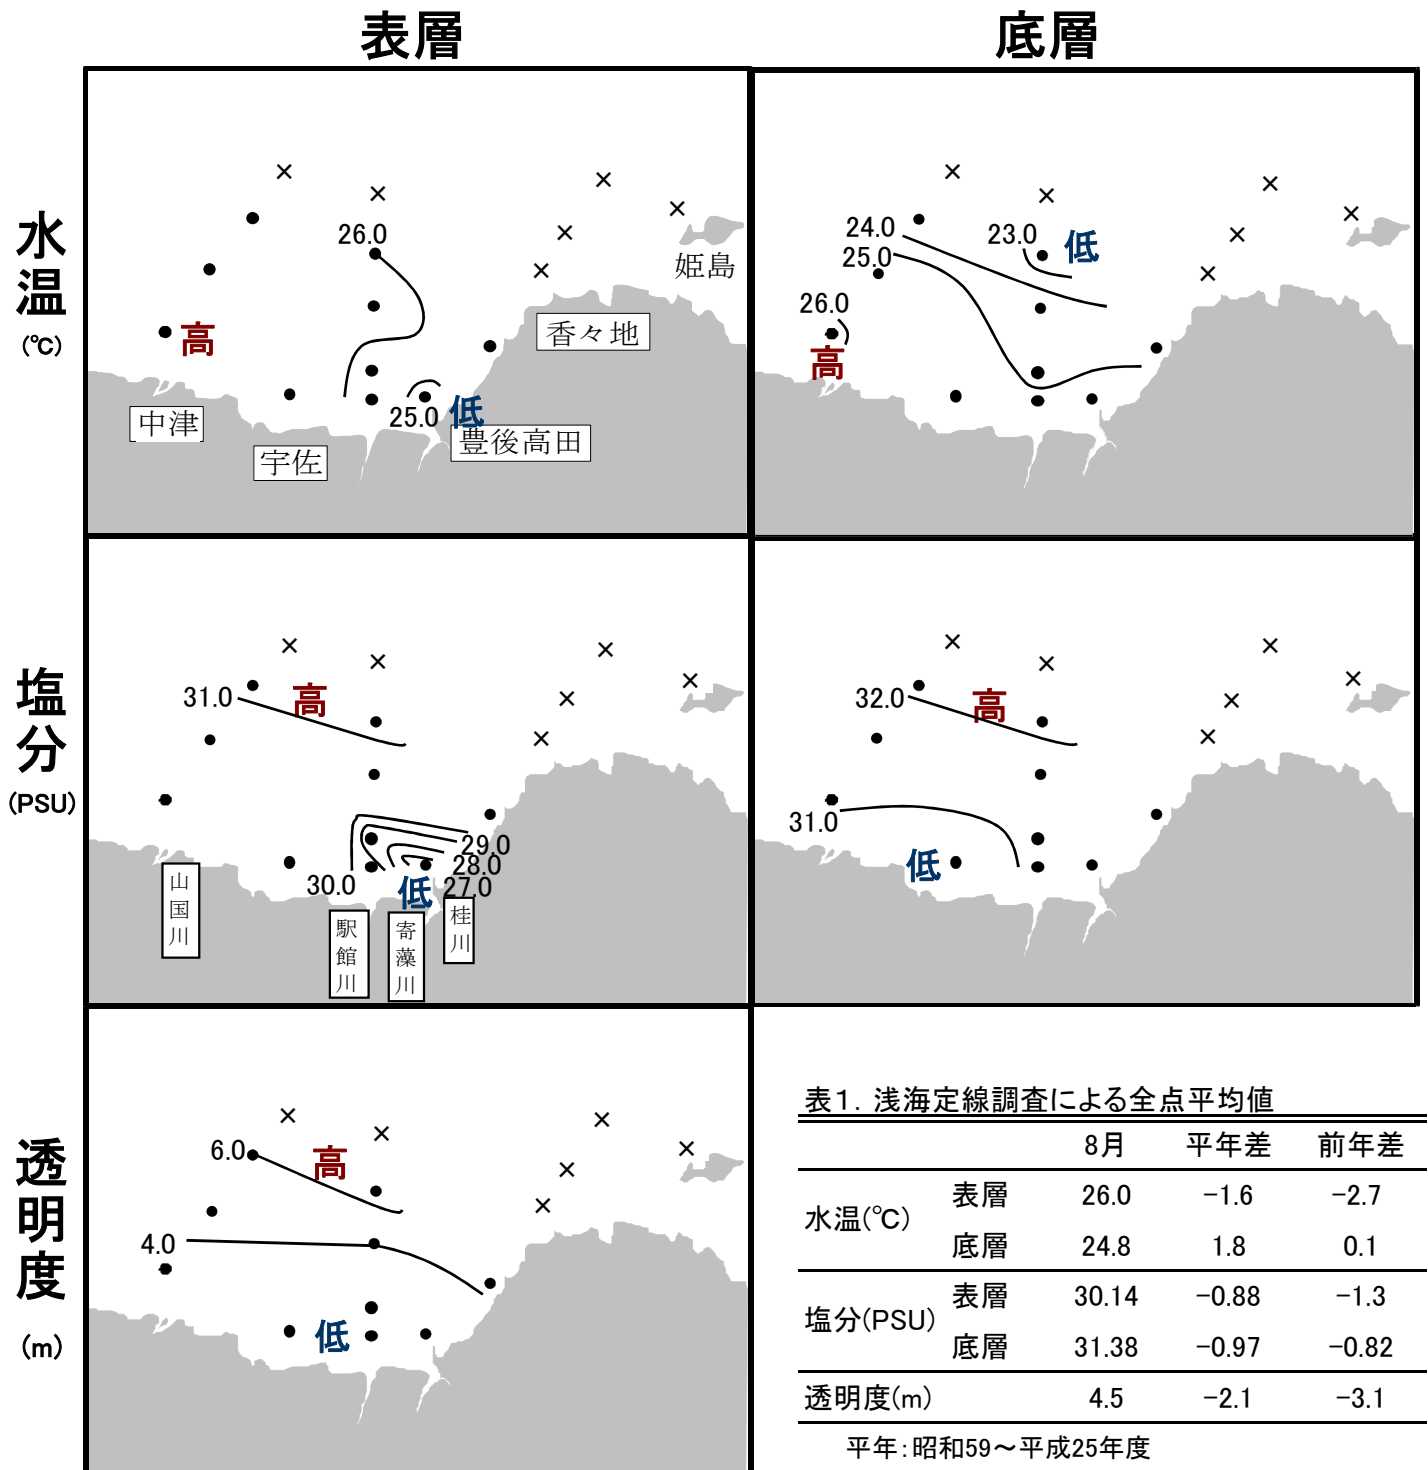 表層
底層
水温
(℃)
26.0
高
25.0
低
姫島
香々地
中津
宇佐
豊後高田
24.0
25.0
23.0
低
26.0
高
塩分
(PSU)
31.0
高
29.0
28.0
27.0
30.0
低
山国川
駅館川
寄藻川
桂川
32.0
高
31.0
低
透明度
(m)
6.0
高
4.0
低
表1. 浅海定線調査による全点平均値
8月 平年差 前年差
水温(℃) 表層 26.0 -1.6 -2.7
底層 24.8 1.8 0.1
塩分(PSU) 表層 30.14 -0.88 -1.3
底層 31.38 -0.97 -0.82
透明度(m) 4.5 -2.1 -3.1
平年:昭和59～平成25年度